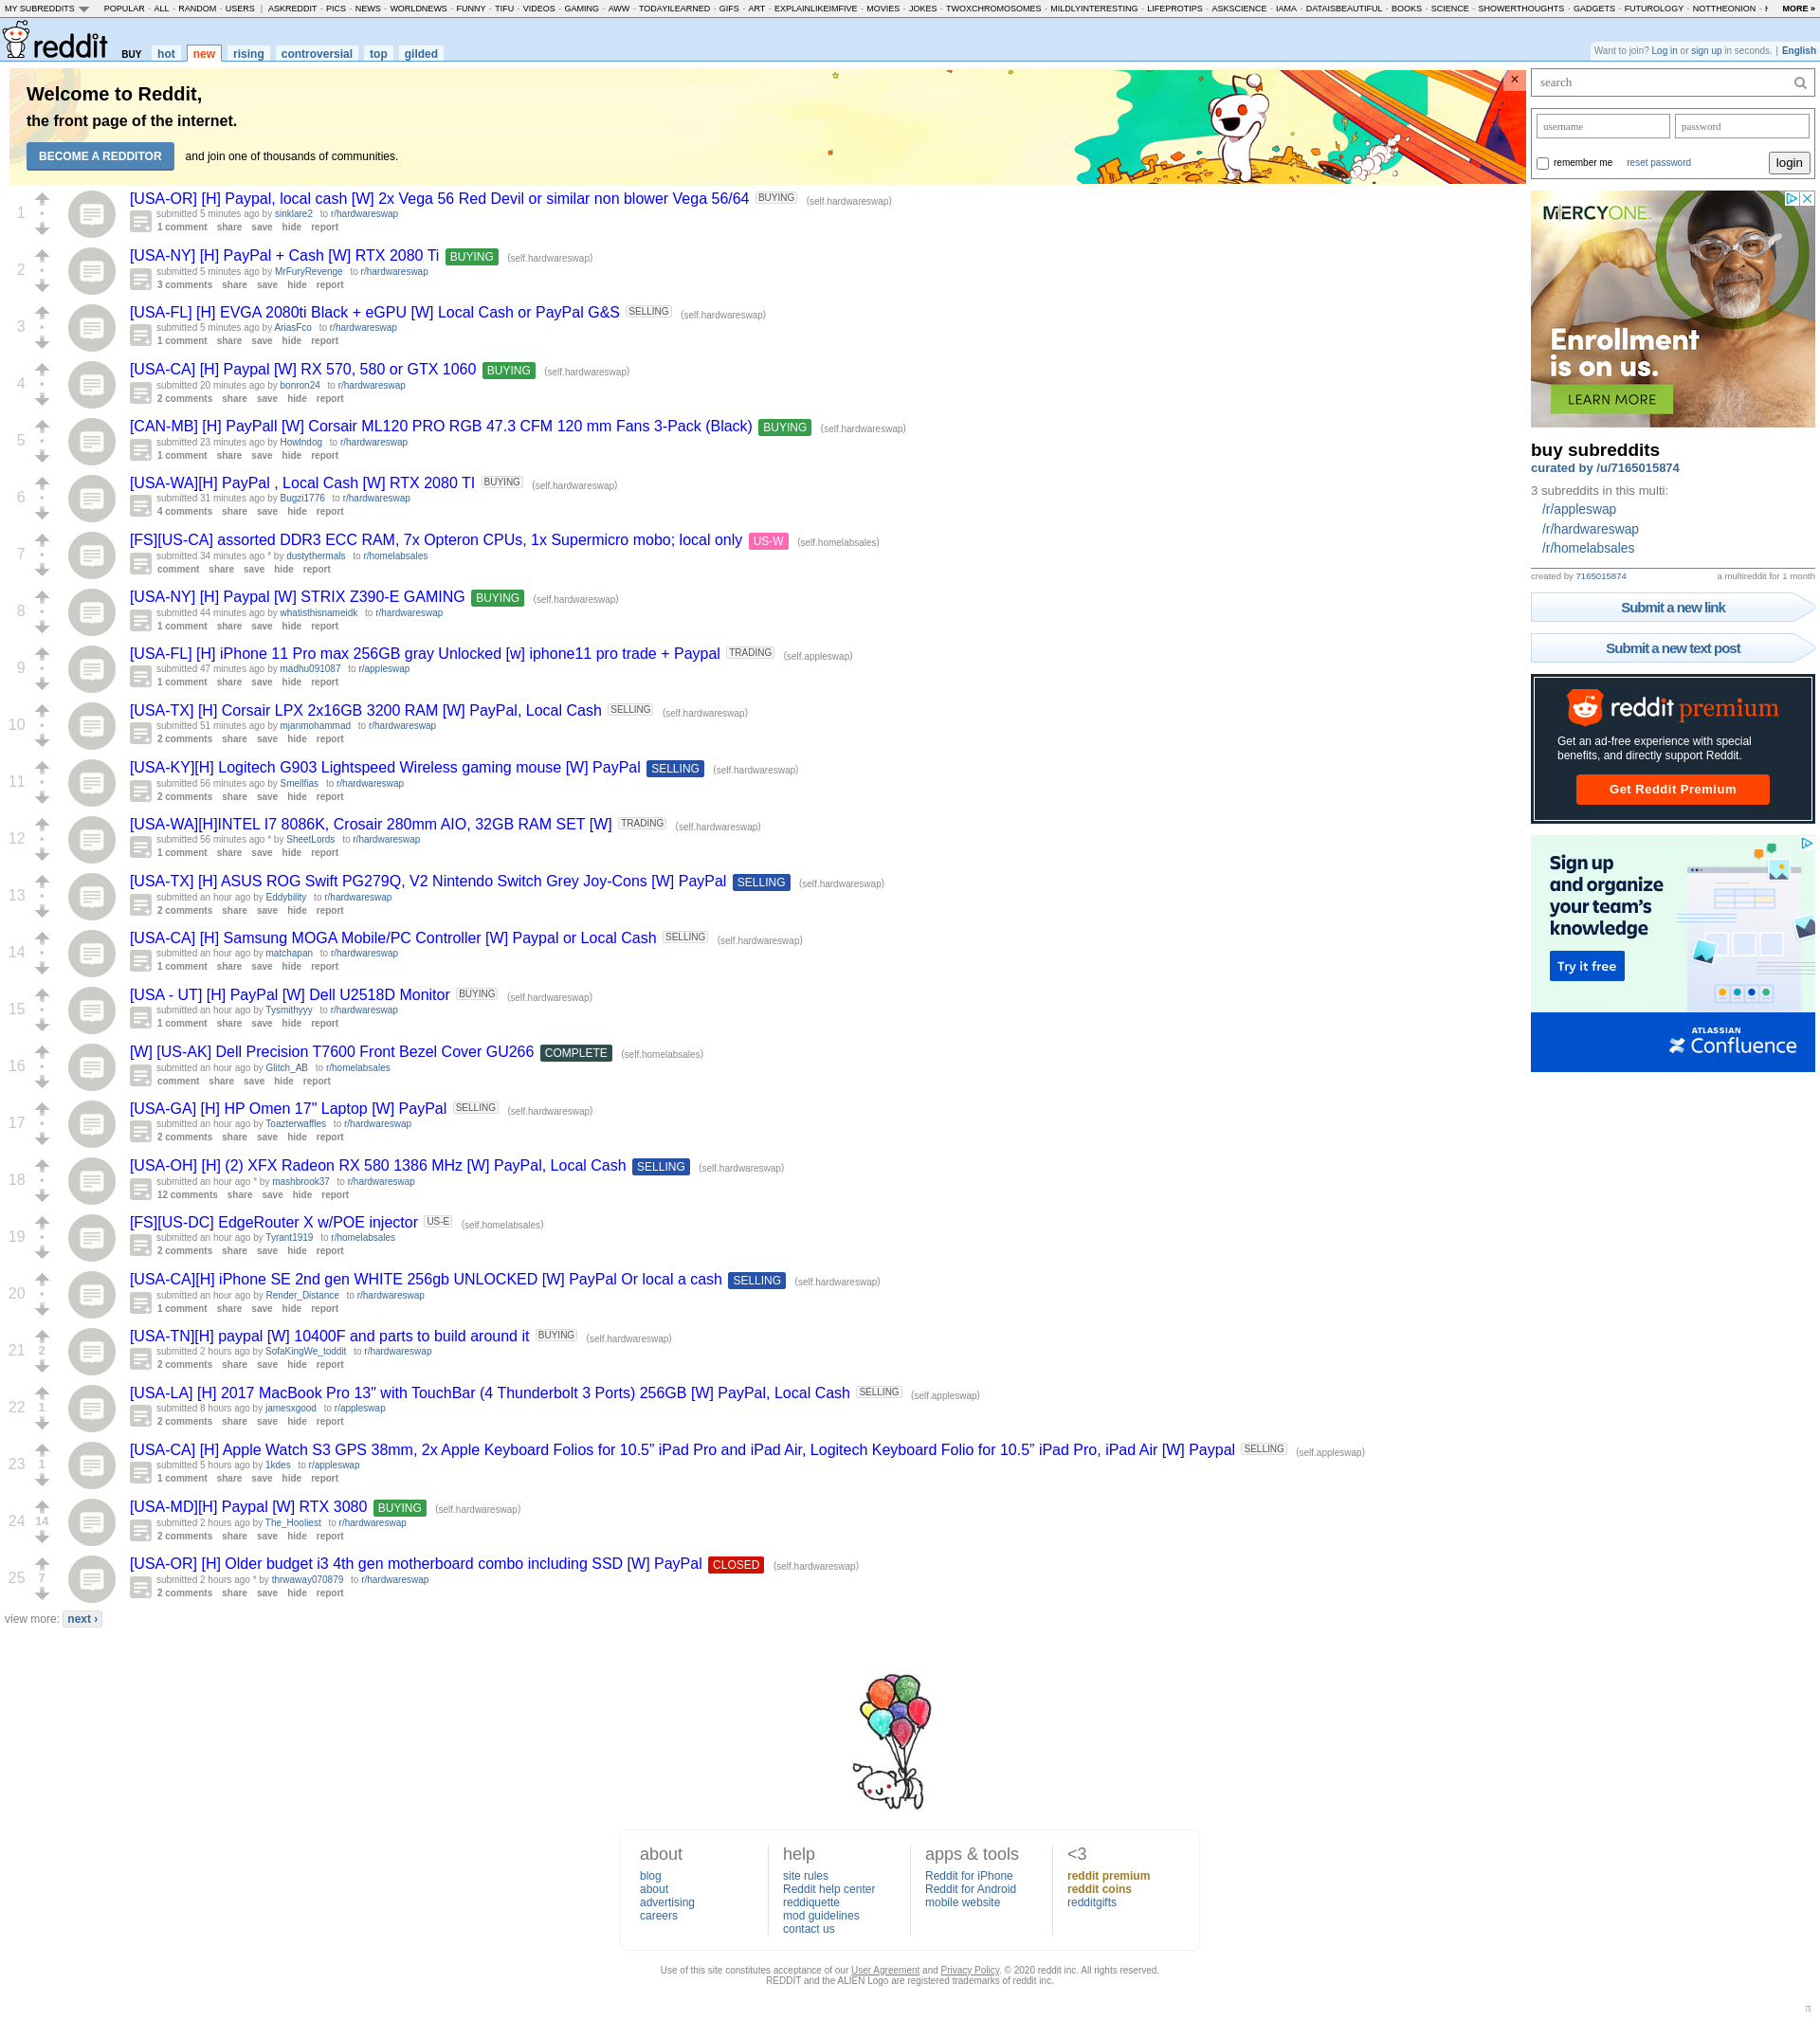 MY SUBREDDITS POPULAR - ALL - RANDOM - USERS | ASKREDDIT - PICS - NEWS - WORLDNEWS - FUNNY - TIFU - VIDEOS - GAMING - AWW - TODAYILEARNED - GIFS - ART - EXPLAINLIKEIMFIVE - MOVIES - JOKES - TWOXCHROMOSOMES - MILDLYINTERESTING - LIFEPROTIPS - ASKSCIENCE - IAMA - DATAISBEAUTIFUL - BOOKS - SCIENCE - SHOWERTHOUGHTS - GADGETS - FUTUROLOGY - NOTTHEONION - MORE »
reddit BUY hot new rising controversial top gilded
Want to join? Log in or sign up in seconds. | English
Welcome to Reddit,
the front page of the internet.
BECOME A REDDITOR and join one of thousands of communities.
×
1
[USA-OR] [H] Paypal, local cash [W] 2x Vega 56 Red Devil or similar non blower Vega 56/64 BUYING (self.hardwareswap)
submitted 5 minutes ago by sinklare2 to r/hardwareswap
1 comment share save hide report
2
[USA-NY] [H] PayPal + Cash [W] RTX 2080 Ti BUYING (self.hardwareswap)
submitted 5 minutes ago by MrFuryRevenge to r/hardwareswap
3 comments share save hide report
3
[USA-FL] [H] EVGA 2080ti Black + eGPU [W] Local Cash or PayPal G&S SELLING (self.hardwareswap)
submitted 5 minutes ago by AriasFco to r/hardwareswap
1 comment share save hide report
4
[USA-CA] [H] Paypal [W] RX 570, 580 or GTX 1060 BUYING (self.hardwareswap)
submitted 20 minutes ago by bonron24 to r/hardwareswap
2 comments share save hide report
5
[CAN-MB] [H] PayPall [W] Corsair ML120 PRO RGB 47.3 CFM 120 mm Fans 3-Pack (Black) BUYING (self.hardwareswap)
submitted 23 minutes ago by Howlndog to r/hardwareswap
1 comment share save hide report
6
[USA-WA][H] PayPal , Local Cash [W] RTX 2080 TI BUYING (self.hardwareswap)
submitted 31 minutes ago by Bugzi1776 to r/hardwareswap
4 comments share save hide report
7
[FS][US-CA] assorted DDR3 ECC RAM, 7x Opteron CPUs, 1x Supermicro mobo; local only US-W (self.homelabsales)
submitted 34 minutes ago * by dustythermals to r/homelabsales
comment share save hide report
8
[USA-NY] [H] Paypal [W] STRIX Z390-E GAMING BUYING (self.hardwareswap)
submitted 44 minutes ago by whatisthisnameidk to r/hardwareswap
1 comment share save hide report
9
[USA-FL] [H] iPhone 11 Pro max 256GB gray Unlocked [w] iphone11 pro trade + Paypal TRADING (self.appleswap)
submitted 47 minutes ago by madhu091087 to r/appleswap
1 comment share save hide report
10
[USA-TX] [H] Corsair LPX 2x16GB 3200 RAM [W] PayPal, Local Cash SELLING (self.hardwareswap)
submitted 51 minutes ago by mjanmohammad to r/hardwareswap
2 comments share save hide report
11
[USA-KY][H] Logitech G903 Lightspeed Wireless gaming mouse [W] PayPal SELLING (self.hardwareswap)
submitted 56 minutes ago by Smellfias to r/hardwareswap
2 comments share save hide report
12
[USA-WA][H]INTEL I7 8086K, Crosair 280mm AIO, 32GB RAM SET [W] TRADING (self.hardwareswap)
submitted 56 minutes ago * by SheetLords to r/hardwareswap
1 comment share save hide report
13
[USA-TX] [H] ASUS ROG Swift PG279Q, V2 Nintendo Switch Grey Joy-Cons [W] PayPal SELLING (self.hardwareswap)
submitted an hour ago by Eddybility to r/hardwareswap
2 comments share save hide report
14
[USA-CA] [H] Samsung MOGA Mobile/PC Controller [W] Paypal or Local Cash SELLING (self.hardwareswap)
submitted an hour ago by matchapan to r/hardwareswap
1 comment share save hide report
15
[USA - UT] [H] PayPal [W] Dell U2518D Monitor BUYING (self.hardwareswap)
submitted an hour ago by Tysmithyyy to r/hardwareswap
1 comment share save hide report
16
[W] [US-AK] Dell Precision T7600 Front Bezel Cover GU266 COMPLETE (self.homelabsales)
submitted an hour ago by Glitch_AB to r/homelabsales
comment share save hide report
17
[USA-GA] [H] HP Omen 17" Laptop [W] PayPal SELLING (self.hardwareswap)
submitted an hour ago by Toazterwaffles to r/hardwareswap
2 comments share save hide report
18
[USA-OH] [H] (2) XFX Radeon RX 580 1386 MHz [W] PayPal, Local Cash SELLING (self.hardwareswap)
submitted an hour ago * by mashbrook37 to r/hardwareswap
12 comments share save hide report
19
[FS][US-DC] EdgeRouter X w/POE injector US-E (self.homelabsales)
submitted an hour ago by Tyrant1919 to r/homelabsales
2 comments share save hide report
20
[USA-CA][H] iPhone SE 2nd gen WHITE 256gb UNLOCKED [W] PayPal Or local a cash SELLING (self.hardwareswap)
submitted an hour ago by Render_Distance to r/hardwareswap
1 comment share save hide report
21 2
[USA-TN][H] paypal [W] 10400F and parts to build around it BUYING (self.hardwareswap)
submitted 2 hours ago by SofaKingWe_toddit to r/hardwareswap
2 comments share save hide report
22 1
[USA-LA] [H] 2017 MacBook Pro 13" with TouchBar (4 Thunderbolt 3 Ports) 256GB [W] PayPal, Local Cash SELLING (self.appleswap)
submitted 8 hours ago by jamesxgood to r/appleswap
2 comments share save hide report
23 1
[USA-CA] [H] Apple Watch S3 GPS 38mm, 2x Apple Keyboard Folios for 10.5” iPad Pro and iPad Air, Logitech Keyboard Folio for 10.5” iPad Pro, iPad Air [W] Paypal SELLING (self.appleswap)
submitted 5 hours ago by 1kdes to r/appleswap
1 comment share save hide report
24 14
[USA-MD][H] Paypal [W] RTX 3080 BUYING (self.hardwareswap)
submitted 2 hours ago by The_Hooliest to r/hardwareswap
2 comments share save hide report
25 7
[USA-OR] [H] Older budget i3 4th gen motherboard combo including SSD [W] PayPal CLOSED (self.hardwareswap)
submitted 2 hours ago * by thrwaway070879 to r/hardwareswap
2 comments share save hide report
view more: next ›
search
username password
remember me reset password login
MERCYONE
Enrollment
is on us.
LEARN MORE
buy subreddits
curated by /u/7165015874
3 subreddits in this multi:
/r/appleswap
/r/hardwareswap
/r/homelabsales
created by 7165015874 a multireddit for 1 month
Submit a new link
Submit a new text post
reddit premium
Get an ad-free experience with special
benefits, and directly support Reddit.
Get Reddit Premium
Sign up
and organize
your team’s
knowledge
Try it free
ATLASSIAN
Confluence
about
blog
about
advertising
careers
help
site rules
Reddit help center
reddiquette
mod guidelines
contact us
apps & tools
Reddit for iPhone
Reddit for Android
mobile website
<3
reddit premium
reddit coins
redditgifts
Use of this site constitutes acceptance of our User Agreement and Privacy Policy. © 2020 reddit inc. All rights reserved.
REDDIT and the ALIEN Logo are registered trademarks of reddit inc.
π